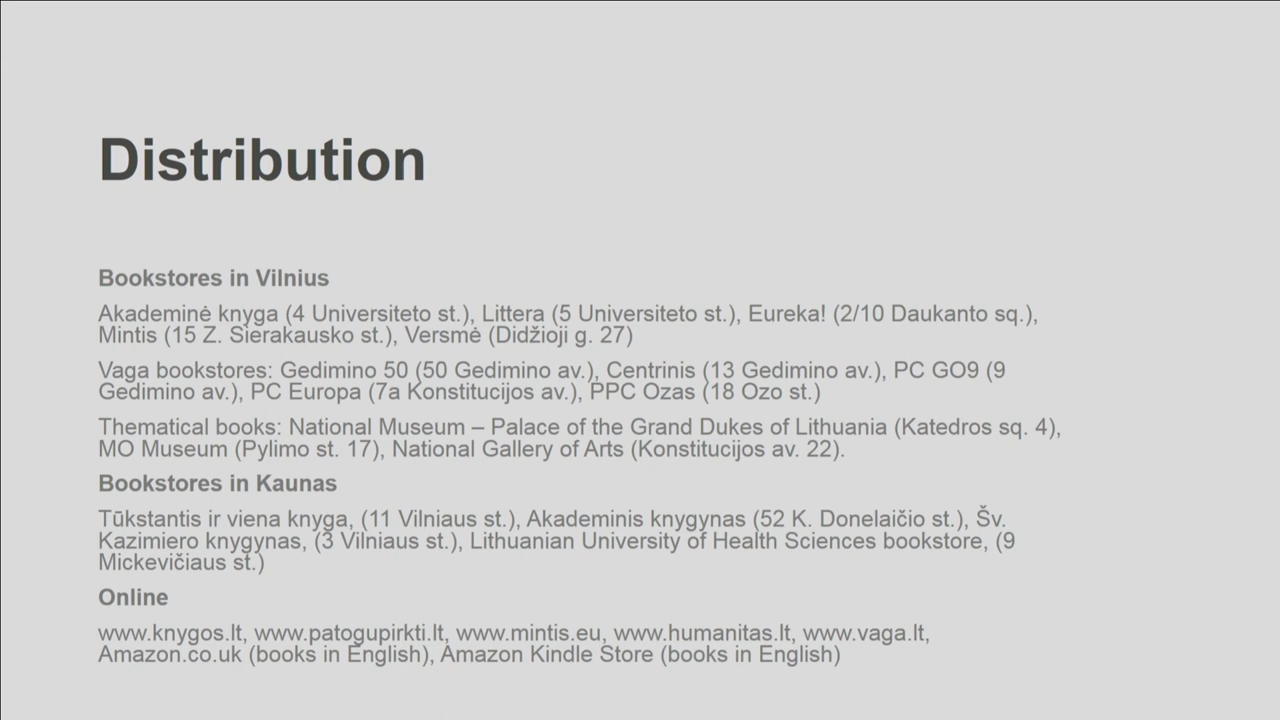 Distribution
Bookstores in Vilnius
Akademinė knyga (4 Universiteto st.), Littera (5 Universiteto st.), Eureka! (2/10 Daukanto sq.),
Mintis (15 Z. Sierakausko st.), Versmė (Didžioji g. 27)
Vaga bookstores: Gedimino 50 (50 Gedimino av.), Centrinis (13 Gedimino av.), PC GO9 (9
Gedimino av.), PC Europa (7a Konstitucijos av.), PPC Ozas (18 Ozo st.)
Thematical books: National Museum – Palace of the Grand Dukes of Lithuania (Katedros sq. 4),
MO Museum (Pylimo st. 17), National Gallery of Arts (Konstitucijos av. 22).
Bookstores in Kaunas
Tūkstantis ir viena knyga, (11 Vilniaus st.), Akademinis knygynas (52 K. Donelaičio st.), Šv.
Kazimiero knygynas, (3 Vilniaus st.), Lithuanian University of Health Sciences bookstore, (9
Mickevičiaus st.)
Online
www.knygos.lt, www.patogupirkti.lt, www.mintis.eu, www.humanitas.lt, www.vaga.lt,
Amazon.co.uk (books in English), Amazon Kindle Store (books in English)